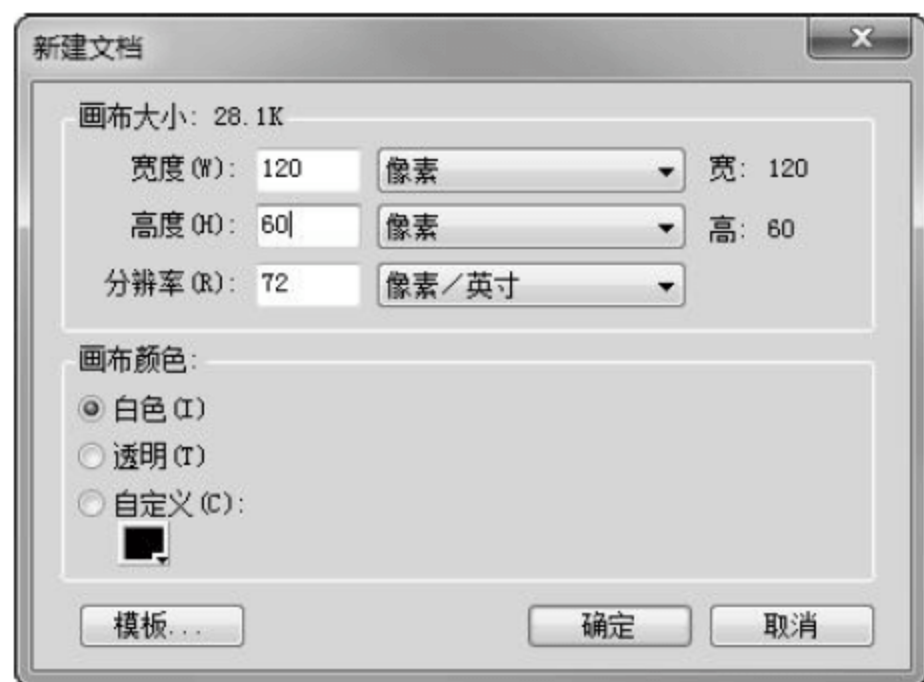 新建文档
画布大小: 28.1K
宽度(W): 120 像素 宽: 120
高度(H): 60 像素 高: 60
分辨率(R): 72 像素/英寸
画布颜色:
白色(I)
透明(T)
自定义(C):
模板... 确定 取消